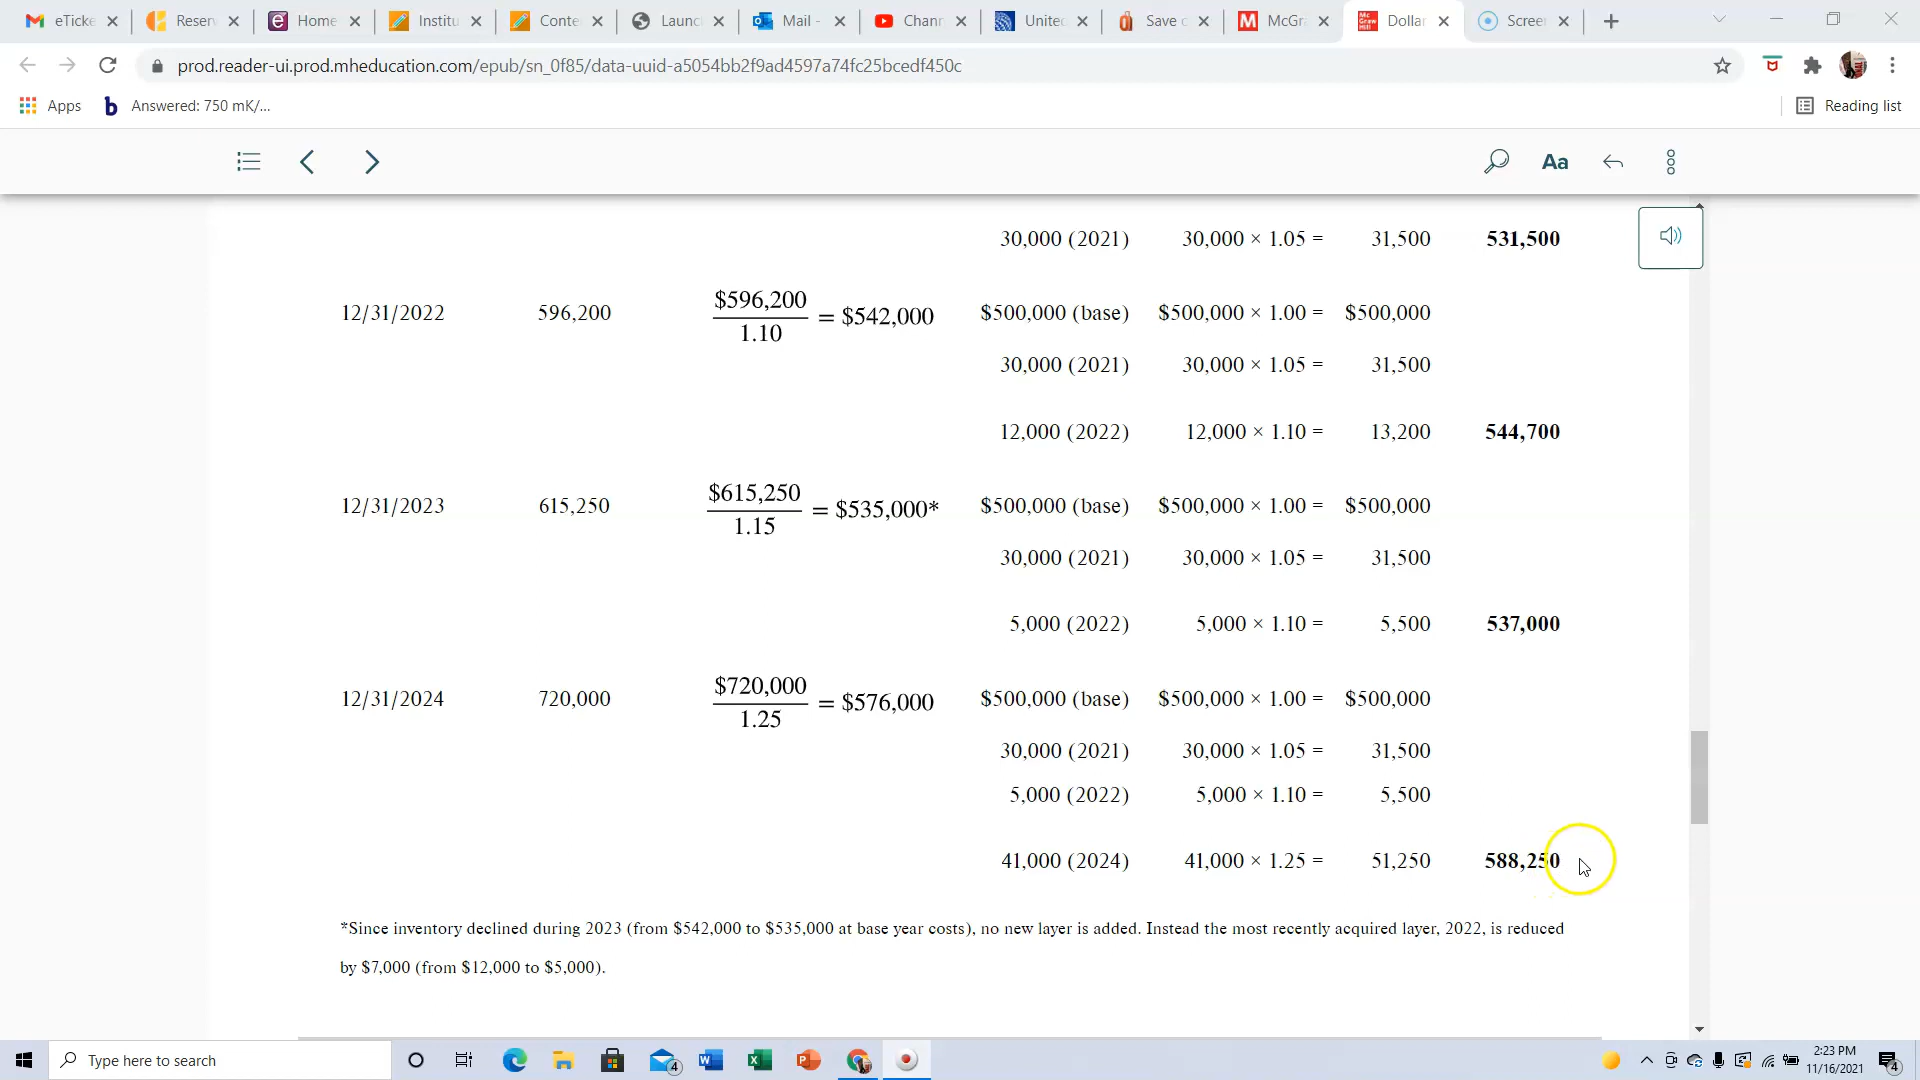 eTicke
Reserv
Home
Institu
Conte
Launc
Mail -
Chann
Unitec
Save c
McGra
Dollar
Screen
prod.reader-ui.prod.mheducation.com/epub/sn_0f85/data-uuid-a5054bb2f9ad4597a74fc25bcedf450c
Apps
Answered: 750 mK/...
Reading list
Aa
30,000 (2021) 30,000 × 1.05 = 31,500 531,500
12/31/2022 596,200 $596,200 / 1.10 = $542,000 $500,000 (base) $500,000 × 1.00 = $500,000
30,000 (2021) 30,000 × 1.05 = 31,500
12,000 (2022) 12,000 × 1.10 = 13,200 544,700
12/31/2023 615,250 $615,250 / 1.15 = $535,000* $500,000 (base) $500,000 × 1.00 = $500,000
30,000 (2021) 30,000 × 1.05 = 31,500
5,000 (2022) 5,000 × 1.10 = 5,500 537,000
12/31/2024 720,000 $720,000 / 1.25 = $576,000 $500,000 (base) $500,000 × 1.00 = $500,000
30,000 (2021) 30,000 × 1.05 = 31,500
5,000 (2022) 5,000 × 1.10 = 5,500
41,000 (2024) 41,000 × 1.25 = 51,250 588,250
*Since inventory declined during 2023 (from $542,000 to $535,000 at base year costs), no new layer is added. Instead the most recently acquired layer, 2022, is reduced
by $7,000 (from $12,000 to $5,000).
Type here to search
4
2:23 PM
11/16/2021
4